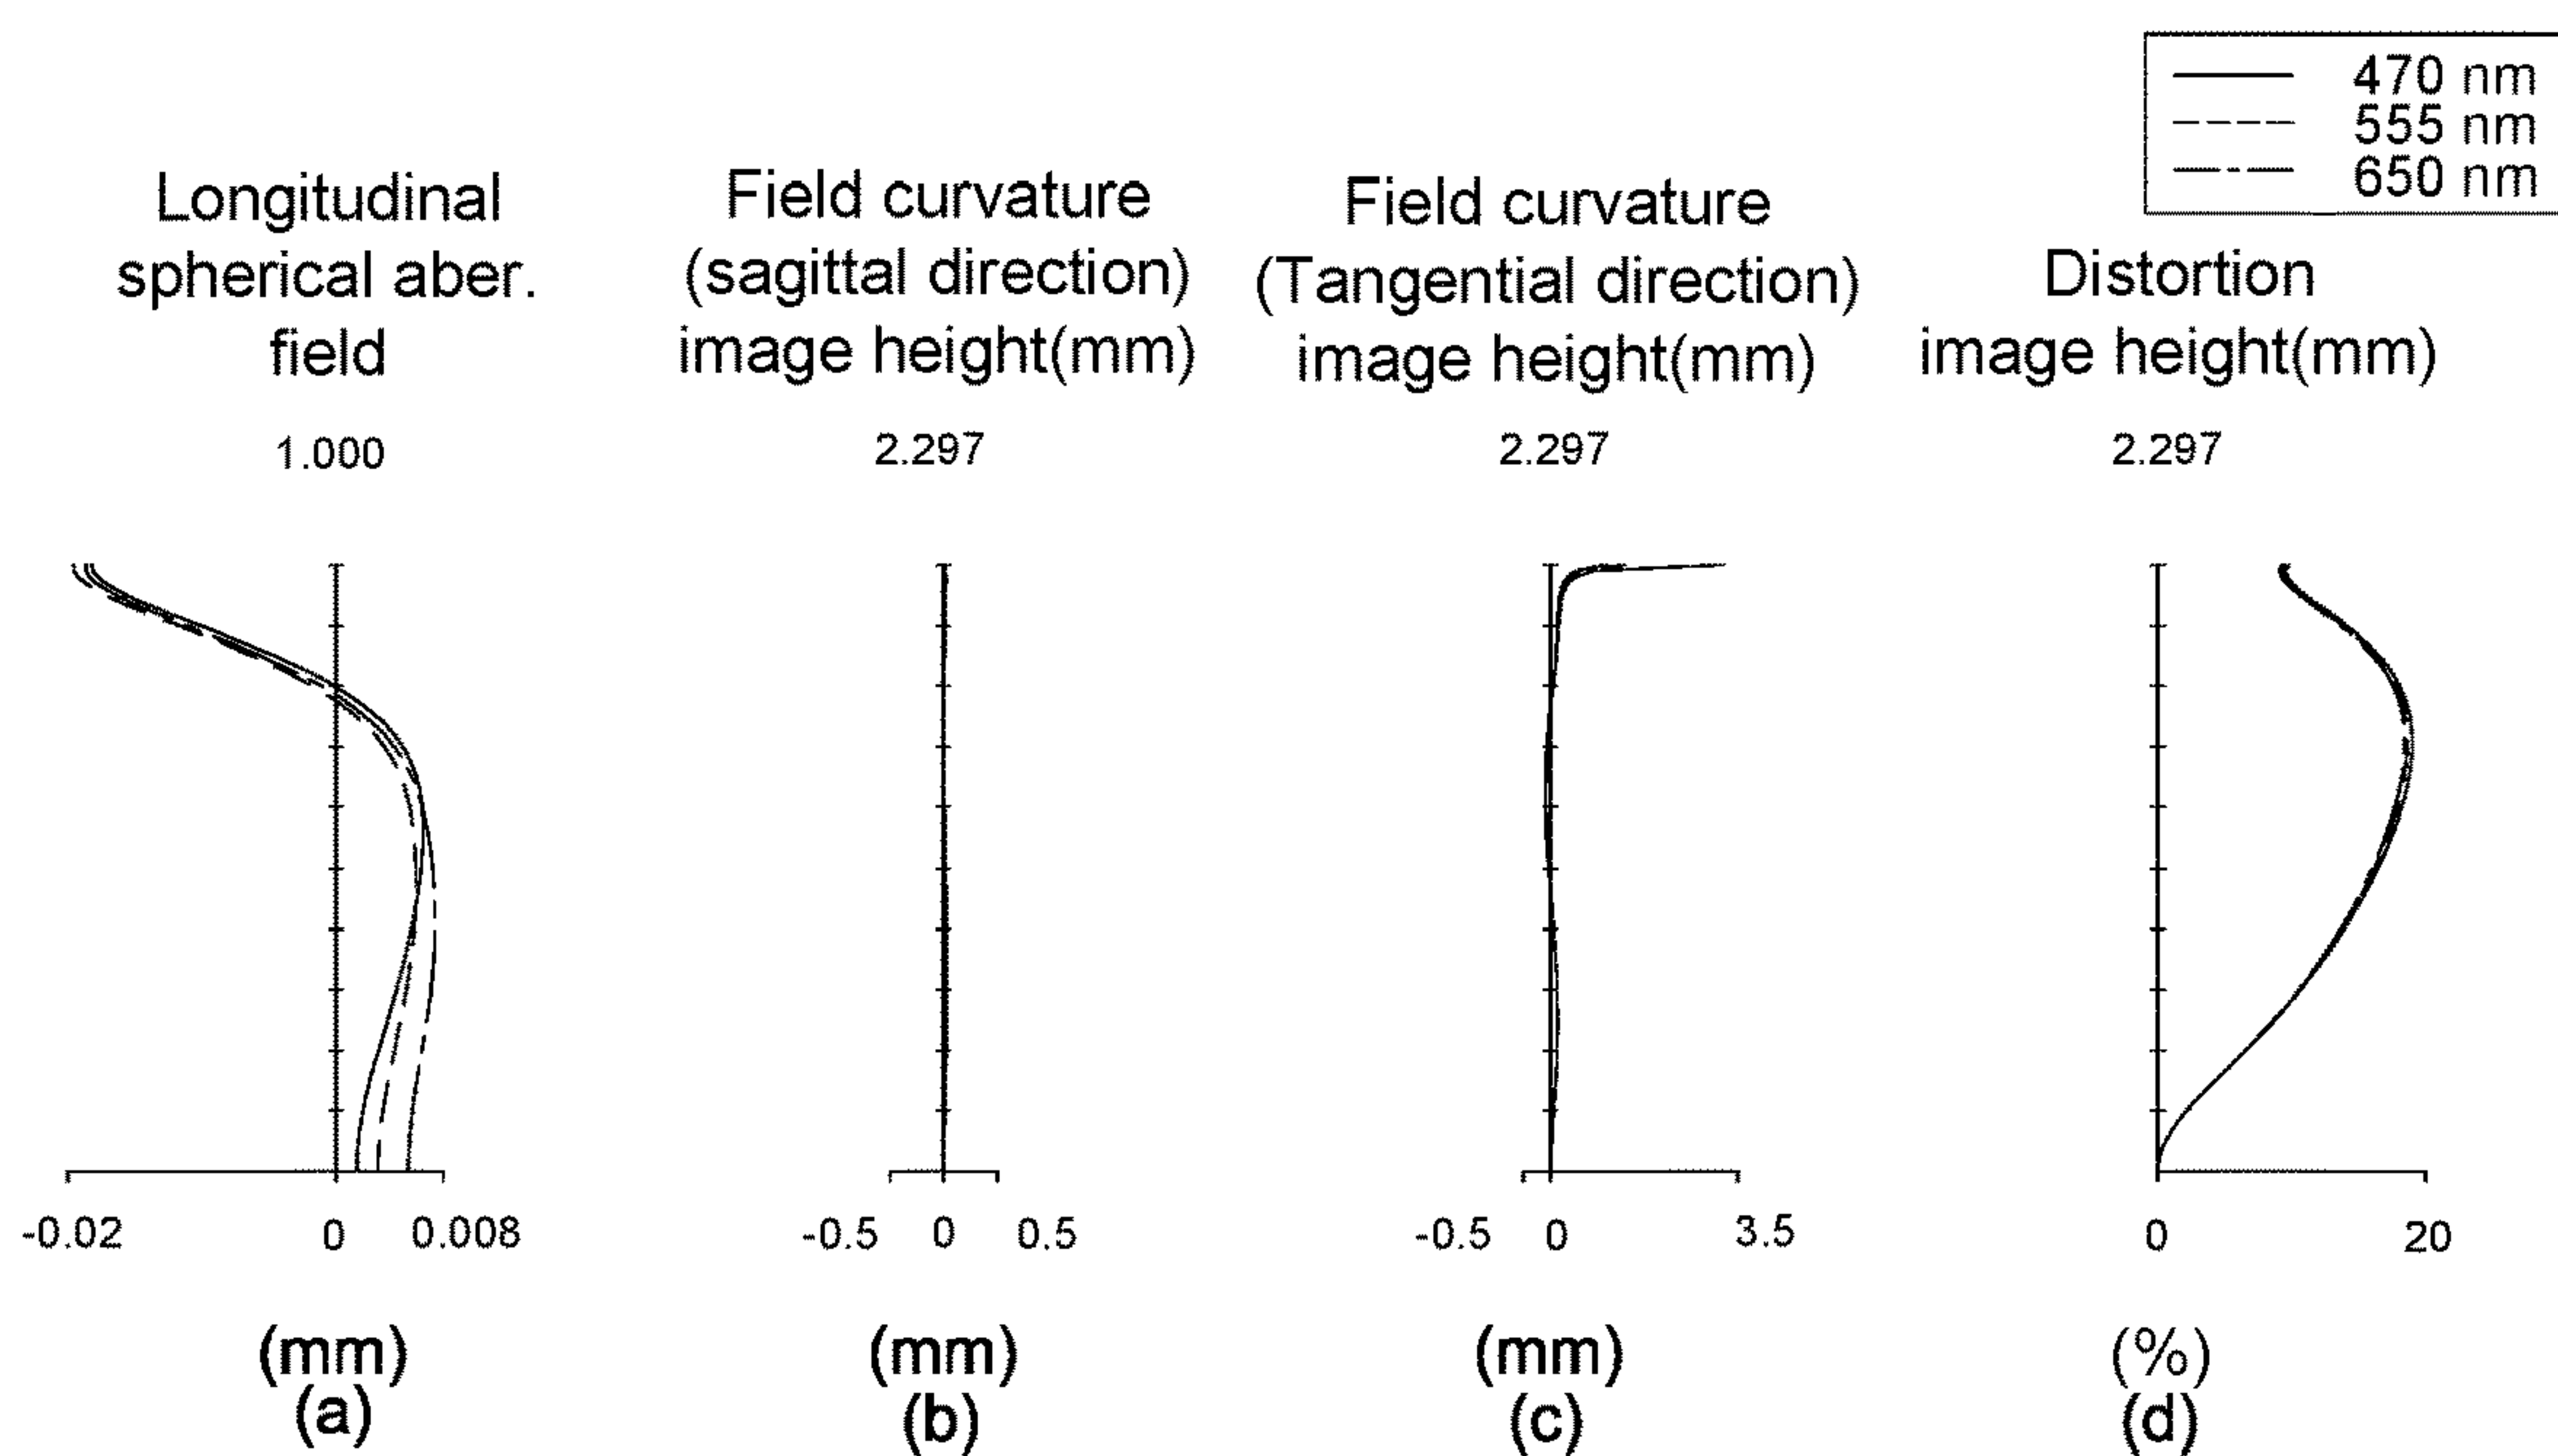 470 nm
555 nm
650 nm
Longitudinal
spherical aber.
field
1.000
-0.02
0
0.008
(mm)
(a)
Field curvature
(sagittal direction)
image height(mm)
2.297
-0.5
0
0.5
(mm)
(b)
Field curvature
(Tangential direction)
image height(mm)
2.297
-0.5
0
3.5
(mm)
(c)
Distortion
image height(mm)
2.297
0
20
(%)
(d)